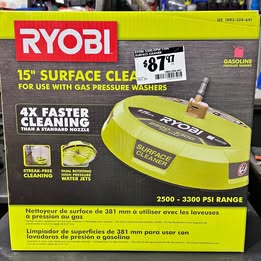 RYOBI
15" SURFACE CLEA
FOR USE WITH GAS PRESSURE WASHERS
$87.97
GASOLINE
4X FASTER
CLEANING
THAN A STANDARD NOZZLE
STREAK-FREE
CLEANING
DUAL ROTATING
HIGH PRESSURE
WATER JETS
RYOBI
SURFACE
CLEANER
2500 - 3300 PSI RANGE
Nettoyeur de surface de 381 mm à utiliser avec les laveuses
à pression au gaz
Limpiador de superficies de 381 mm para usar con
lavadoras de presión a gasolina